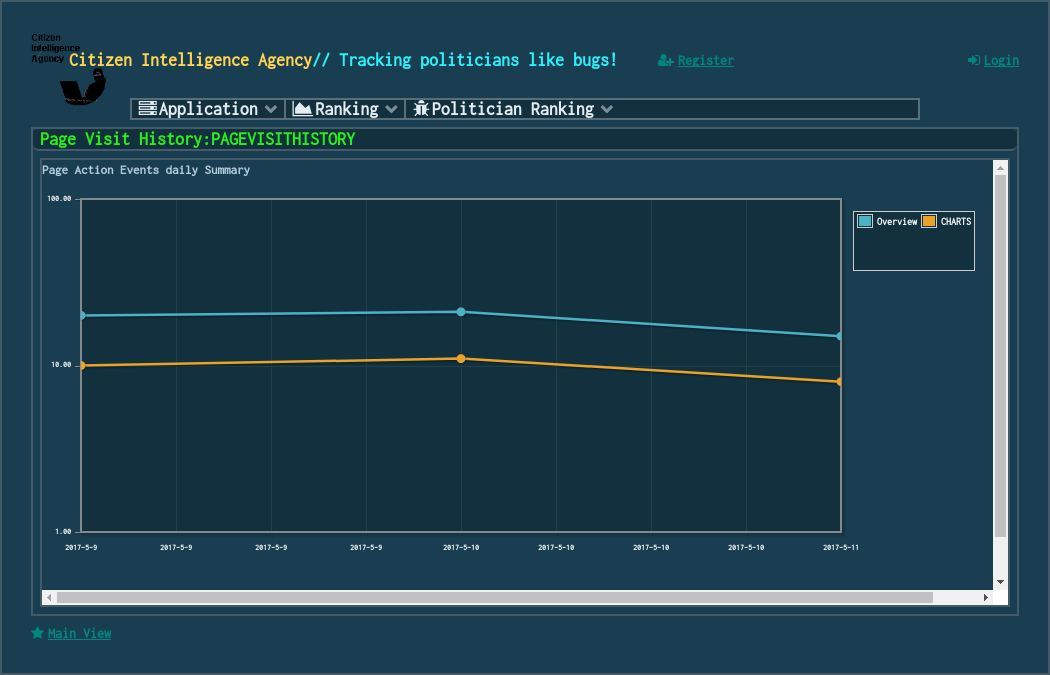 Citizen
Intelligence
Agency
Citizen Intelligence Agency// Tracking politicians like bugs!
Register
Login
Application
Ranking
Politician Ranking
Page Visit History:PAGEVISITHISTORY
Page Action Events daily Summary
100.00
Overview
CHARTS
10.00
1.00
2017-5-9 2017-5-9 2017-5-9 2017-5-9 2017-5-10 2017-5-10 2017-5-10 2017-5-10 2017-5-11
Main View